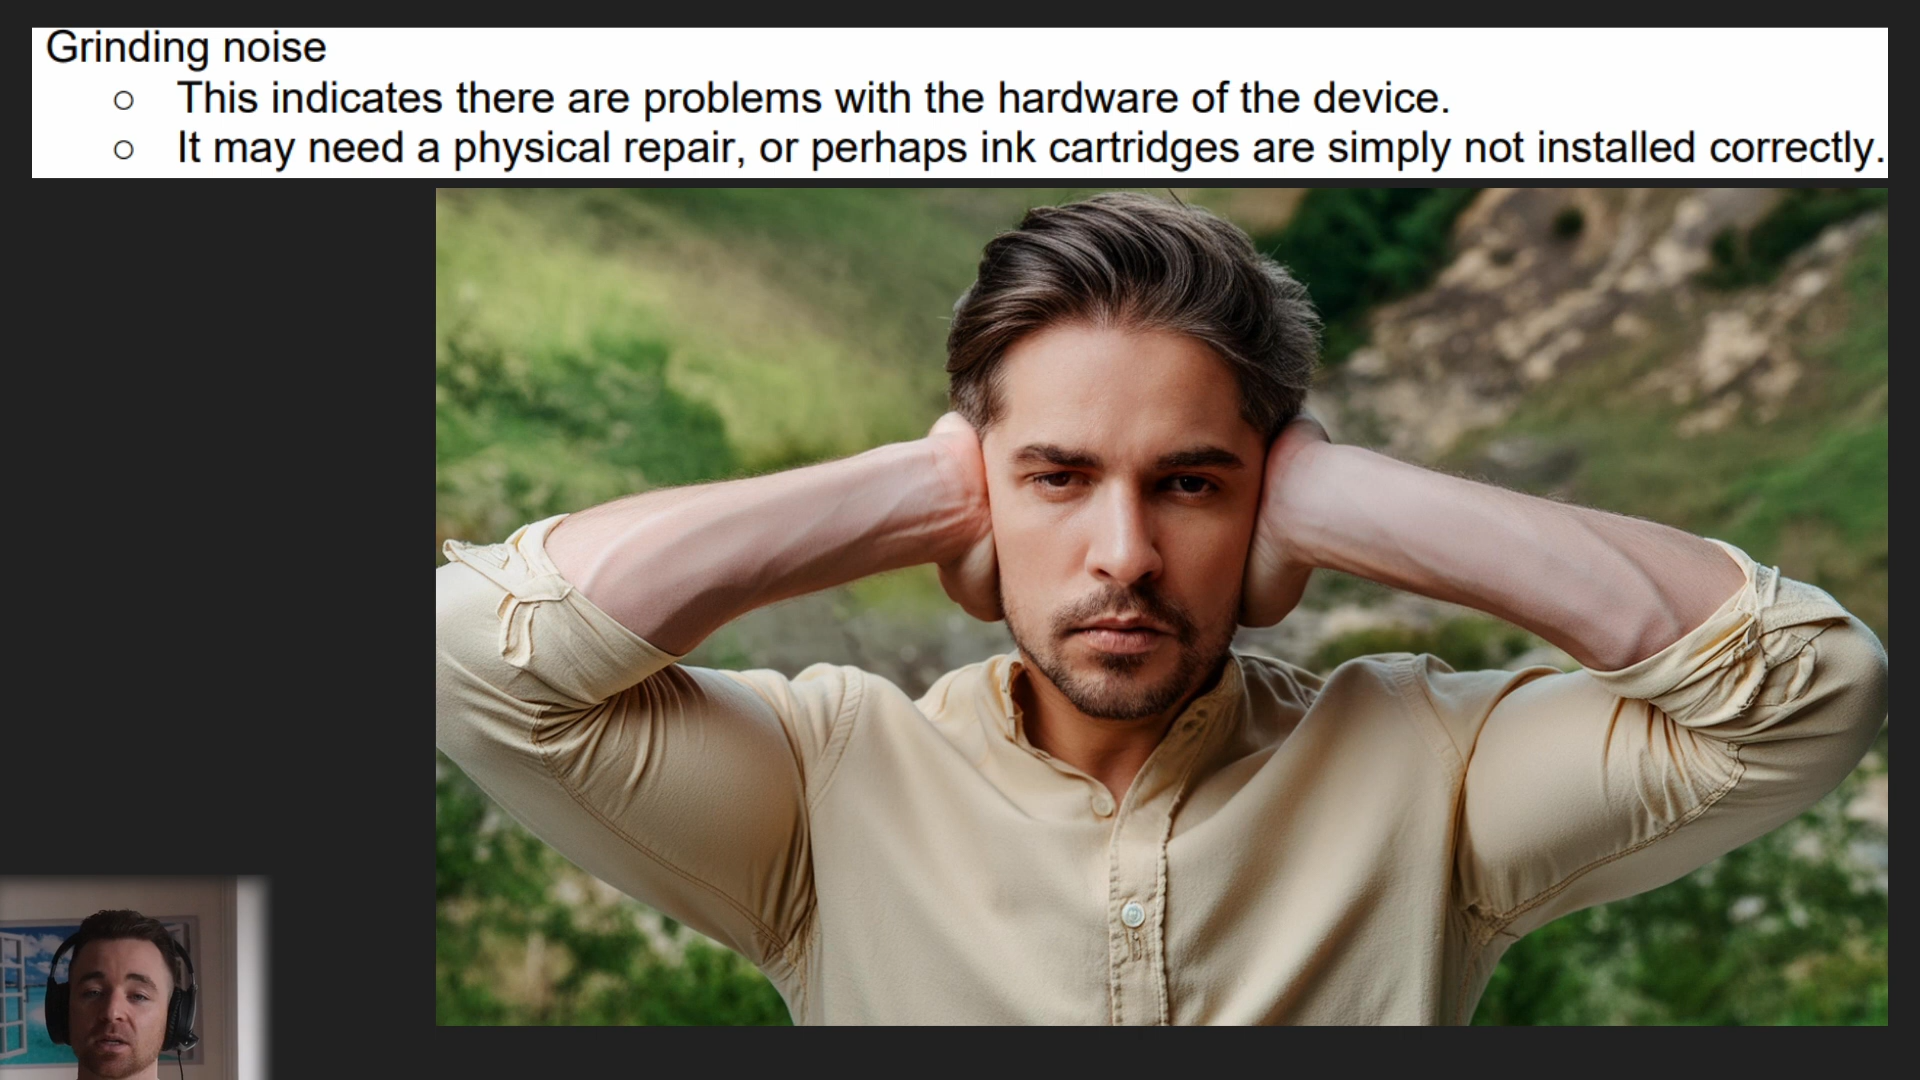 Grinding noise
○ This indicates there are problems with the hardware of the device.
○ It may need a physical repair, or perhaps ink cartridges are simply not installed correctly.